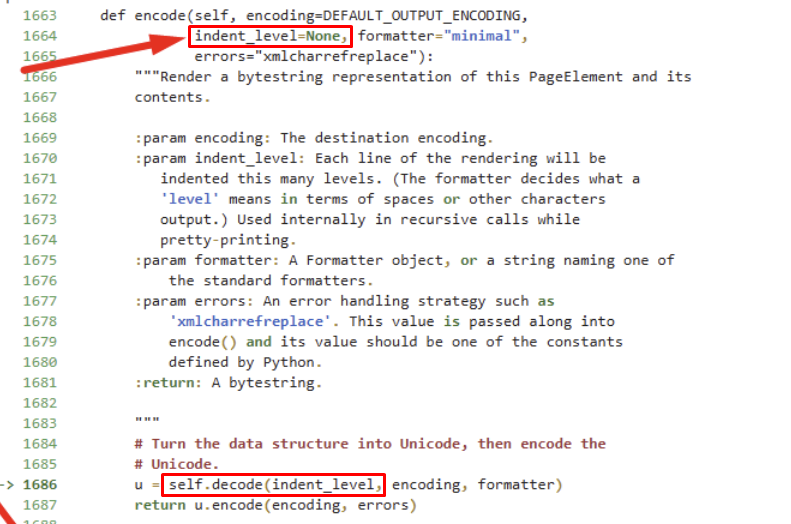 1663 def encode(self, encoding=DEFAULT_OUTPUT_ENCODING,
1664 indent_level=None, formatter="minimal",
1665 errors="xmlcharrefreplace"):
1666 """Render a bytestring representation of this PageElement and its
1667 contents.
1668
1669 :param encoding: The destination encoding.
1670 :param indent_level: Each line of the rendering will be
1671 indented this many levels. (The formatter decides what a
1672 'level' means in terms of spaces or other characters
1673 output.) Used internally in recursive calls while
1674 pretty-printing.
1675 :param formatter: A Formatter object, or a string naming one of
1676 the standard formatters.
1677 :param errors: An error handling strategy such as
1678 'xmlcharrefreplace'. This value is passed along into
1679 encode() and its value should be one of the constants
1680 defined by Python.
1681 :return: A bytestring.
1682
1683 """
1684 # Turn the data structure into Unicode, then encode the
1685 # Unicode.
-> 1686 u = self.decode(indent_level, encoding, formatter)
1687 return u.encode(encoding, errors)